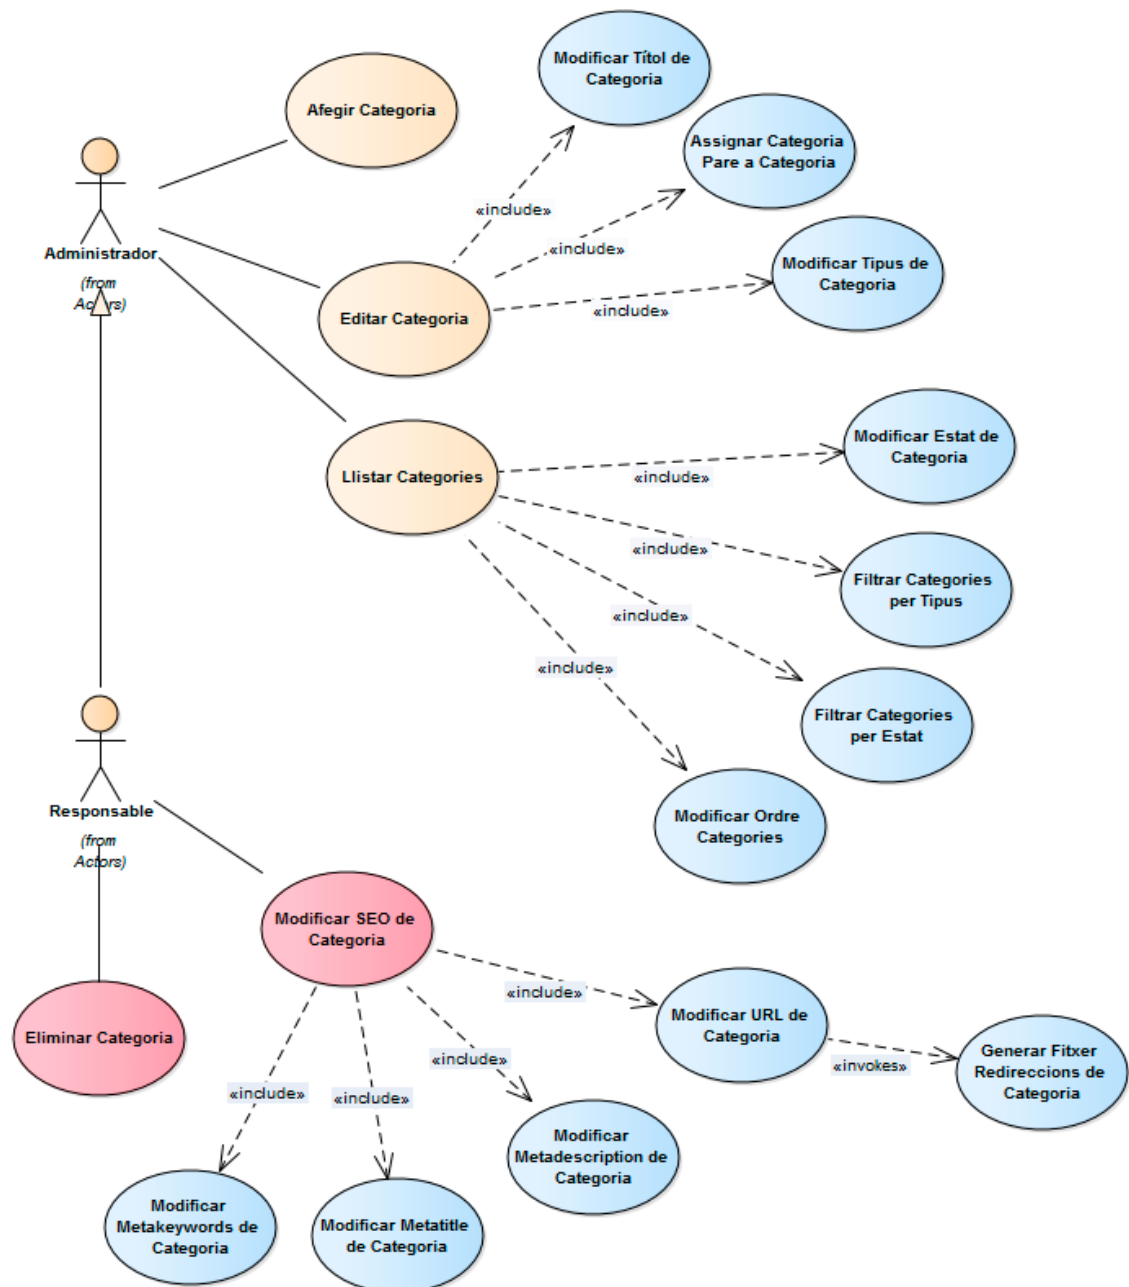 Modificar Títol de
Categoria
Afegir Categoria
Assignar Categoria
Pare a Categoria
«include»
Administrador
(from
Actors)
«include»
Modificar Tipus de
Categoria
Editar Categoria
«include»
Modificar Estat de
Categoria
Llistar Categories
«include»
«include»
Filtrar Categories
per Tipus
«include»
«include»
Filtrar Categories
per Estat
Responsable
(from
Actors)
Modificar Ordre
Categories
Modificar SEO de
Categoria
«include»
Modificar URL de
Categoria
Eliminar Categoria
«include»
«invokes»
Generar Fitxer
Redireccions de
Categoria
«include»
«include»
Modificar
Metadescription de
Categoria
Modificar
Metakeywords de
Categoria
Modificar Metatitle
de Categoria